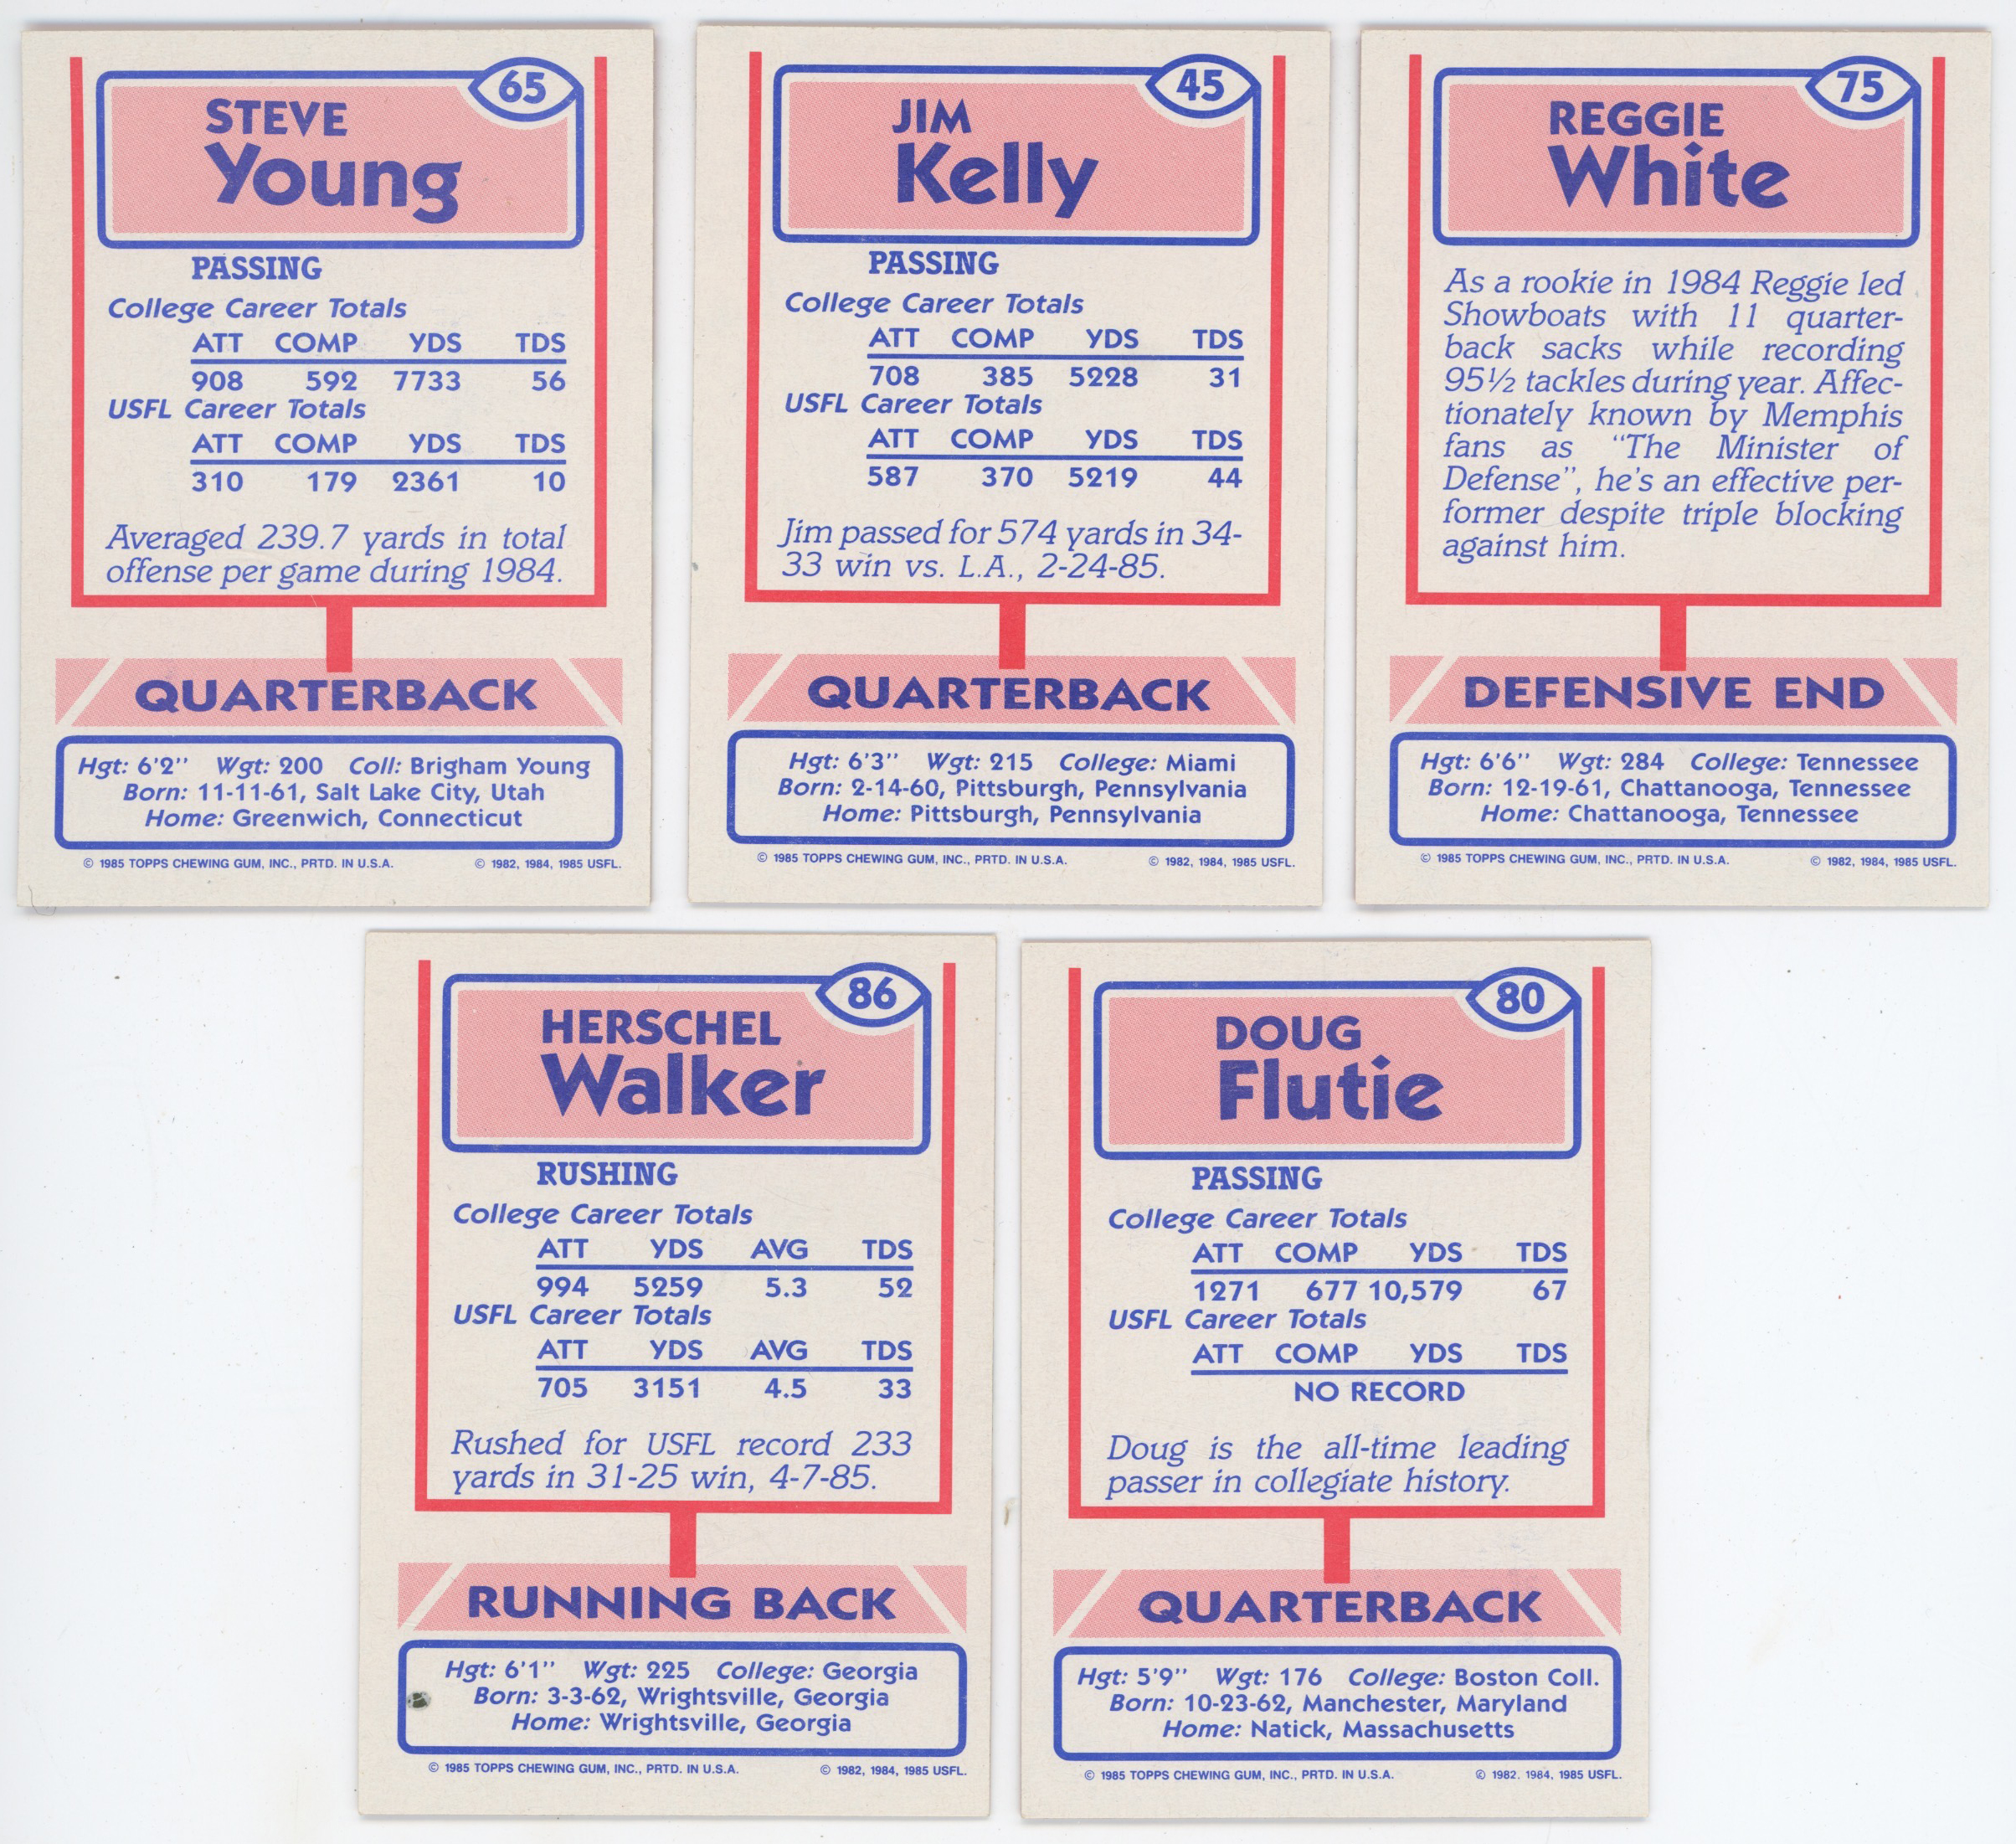 65
STEVE
Young
PASSING
College Career Totals
ATT COMP YDS TDS
908 592 7733 56
USFL Career Totals
ATT COMP YDS TDS
310 179 2361 10
Averaged 239.7 yards in total
offense per game during 1984.
QUARTERBACK
Hgt: 6'2" Wgt: 200 Coll: Brigham Young
Born: 11-11-61, Salt Lake City, Utah
Home: Greenwich, Connecticut
© 1985 TOPPS CHEWING GUM, INC., PRTD. IN U.S.A. © 1982, 1984, 1985 USFL.
45
JIM
Kelly
PASSING
College Career Totals
ATT COMP YDS TDS
708 385 5228 31
USFL Career Totals
ATT COMP YDS TDS
587 370 5219 44
Jim passed for 574 yards in 34-
33 win vs. L.A., 2-24-85.
QUARTERBACK
Hgt: 6'3" Wgt: 215 College: Miami
Born: 2-14-60, Pittsburgh, Pennsylvania
Home: Pittsburgh, Pennsylvania
© 1985 TOPPS CHEWING GUM, INC., PRTD. IN U.S.A. © 1982, 1984, 1985 USFL.
75
REGGIE
White
As a rookie in 1984 Reggie led
Showboats with 11 quarter-
back sacks while recording
95½ tackles during year. Affec-
tionately known by Memphis
fans as "The Minister of
Defense", he's an effective per-
former despite triple blocking
against him.
DEFENSIVE END
Hgt: 6'6" Wgt: 284 College: Tennessee
Born: 12-19-61, Chattanooga, Tennessee
Home: Chattanooga, Tennessee
© 1985 TOPPS CHEWING GUM, INC., PRTD. IN U.S.A. © 1982, 1984, 1985 USFL.
86
HERSCHEL
Walker
RUSHING
College Career Totals
ATT YDS AVG TDS
994 5259 5.3 52
USFL Career Totals
ATT YDS AVG TDS
705 3151 4.5 33
Rushed for USFL record 233
yards in 31-25 win, 4-7-85.
RUNNING BACK
Hgt: 6'1" Wgt: 225 College: Georgia
Born: 3-3-62, Wrightsville, Georgia
Home: Wrightsville, Georgia
© 1985 TOPPS CHEWING GUM, INC., PRTD. IN U.S.A. © 1982, 1984, 1985 USFL.
80
DOUG
Flutie
PASSING
College Career Totals
ATT COMP YDS TDS
1271 677 10,579 67
USFL Career Totals
ATT COMP YDS TDS
NO RECORD
Doug is the all-time leading
passer in collegiate history.
QUARTERBACK
Hgt: 5'9" Wgt: 176 College: Boston Coll.
Born: 10-23-62, Manchester, Maryland
Home: Natick, Massachusetts
© 1985 TOPPS CHEWING GUM, INC., PRTD. IN U.S.A. © 1982, 1984, 1985 USFL.